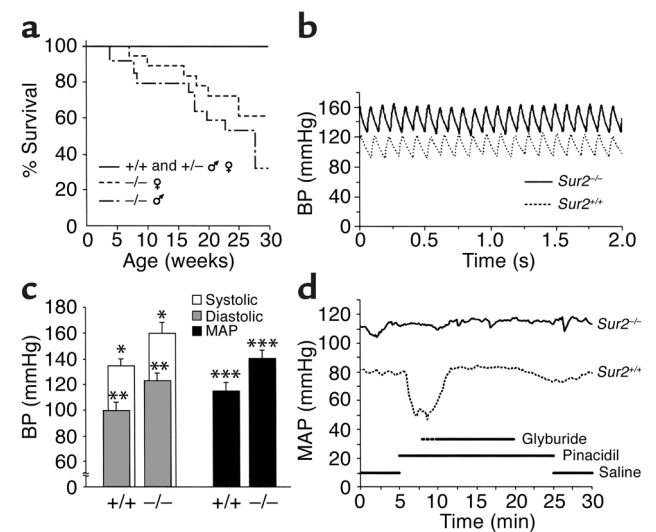 a
100
80
60
40
20
0
% Survival
+/+ and +/– ♂ ♀
–/– ♀
–/– ♂
0 5 10 15 20 25 30
Age (weeks)
b
160
120
80
40
0
BP (mmHg)
Sur2–/–
Sur2+/+
0 0.5 1.0 1.5 2.0
Time (s)
c
180
160
140
120
100
80
60
0
BP (mmHg)
Systolic
Diastolic
MAP
* *
** **
*** ***
+/+ –/– +/+ –/–
d
120
100
80
60
40
20
0
MAP (mmHg)
Sur2–/–
Sur2+/+
Glyburide
Pinacidil
Saline
0 5 10 15 20 25 30
Time (min)